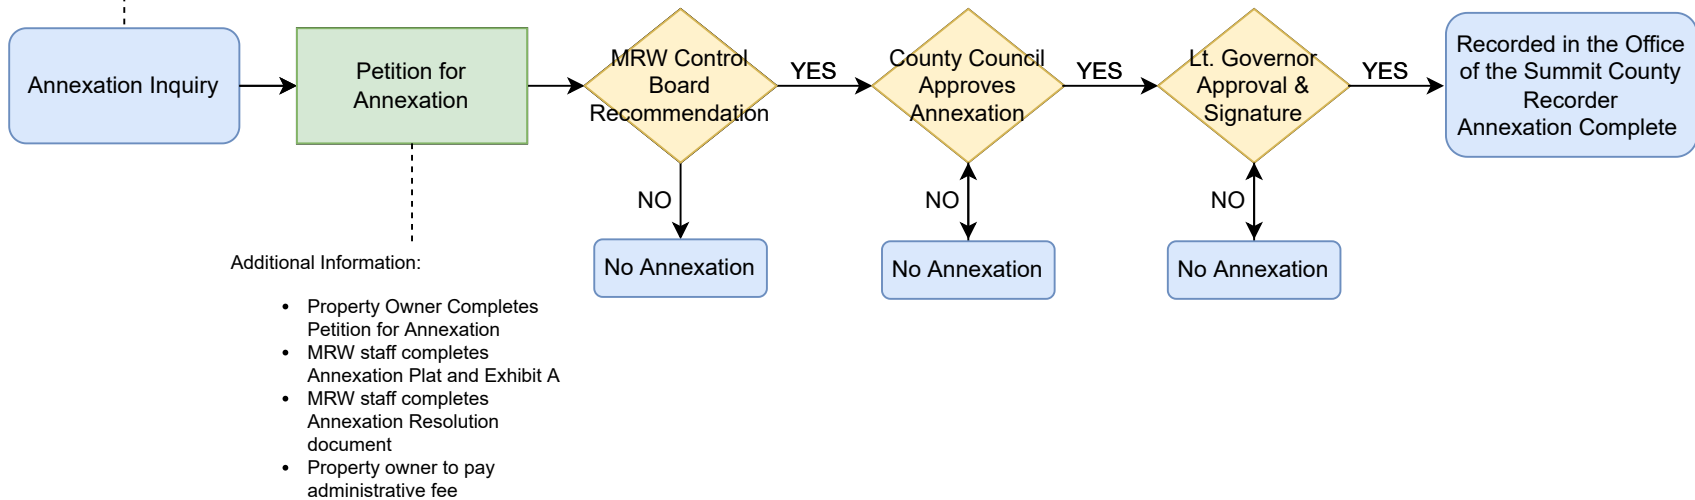 Annexation Inquiry
Petition for
Annexation
MRW Control
Board
Recommendation
YES
County Council
Approves
Annexation
YES
Lt. Governor
Approval &
Signature
YES
Recorded in the Office
of the Summit County
Recorder
Annexation Complete
NO
NO
NO
No Annexation
No Annexation
No Annexation
Additional Information:
• Property Owner Completes
Petition for Annexation
• MRW staff completes
Annexation Plat and Exhibit A
• MRW staff completes
Annexation Resolution
document
• Property owner to pay
administrative fee